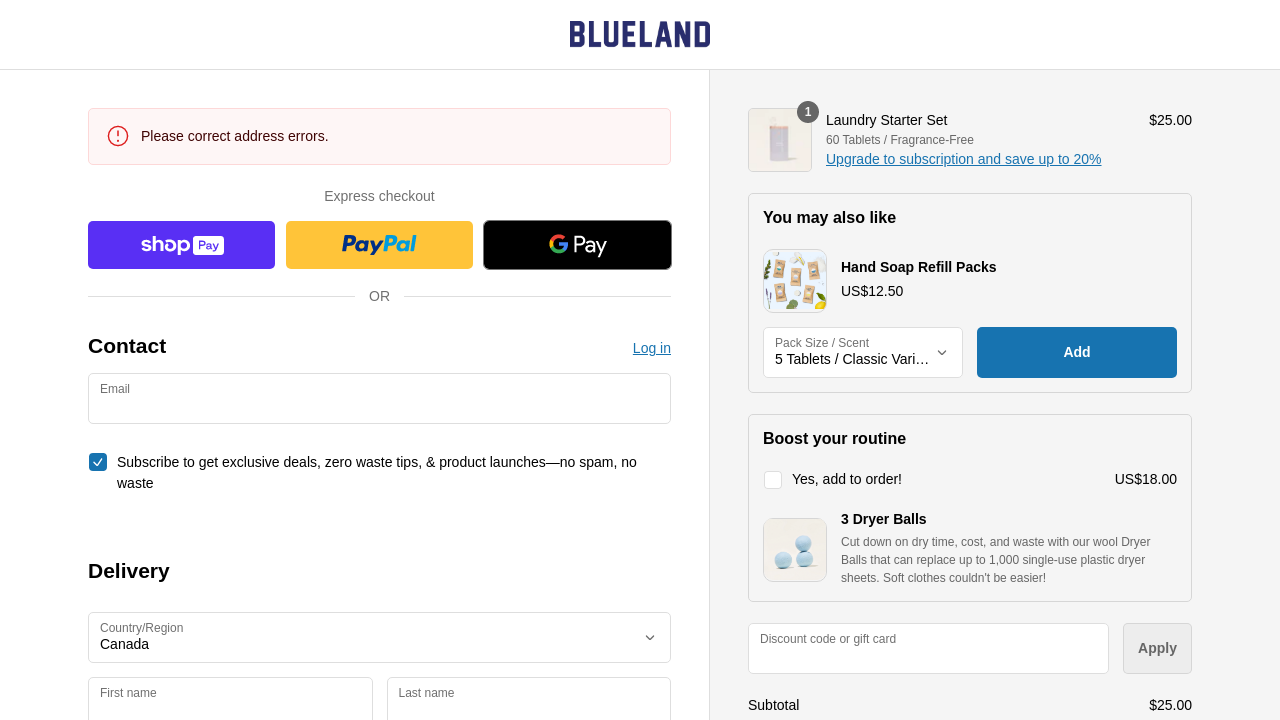 BLUELAND
Please correct address errors.
Express checkout
shop Pay
PayPal
G Pay
OR
Contact
Log in
Email
Subscribe to get exclusive deals, zero waste tips, & product launches—no spam, no
waste
Delivery
Country/Region
Canada
First name
Last name
1
Laundry Starter Set
$25.00
60 Tablets / Fragrance-Free
Upgrade to subscription and save up to 20%
You may also like
Hand Soap Refill Packs
US$12.50
Pack Size / Scent
5 Tablets / Classic Vari…
Add
Boost your routine
Yes, add to order!
US$18.00
3 Dryer Balls
Cut down on dry time, cost, and waste with our wool Dryer
Balls that can replace up to 1,000 single-use plastic dryer
sheets. Soft clothes couldn't be easier!
Discount code or gift card
Apply
Subtotal
$25.00